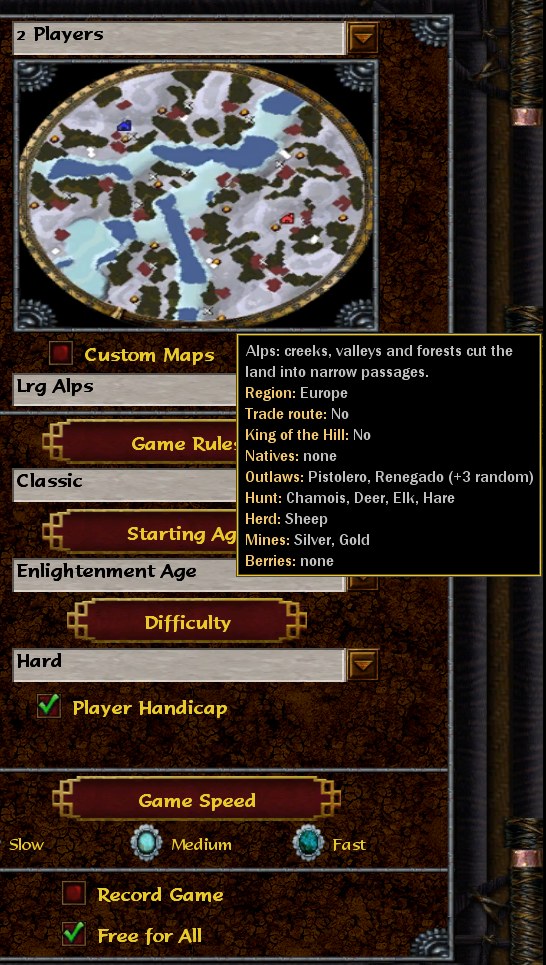 2 Players
Custom Maps
Lrg Alps
Alps: creeks, valleys and forests cut the
land into narrow passages.
Region: Europe
Trade route: No
King of the Hill: No
Natives: none
Outlaws: Pistolero, Renegado (+3 random)
Hunt: Chamois, Deer, Elk, Hare
Herd: Sheep
Mines: Silver, Gold
Berries: none
Game Rules
Classic
Starting Ag
Enlightenment Age
Difficulty
Hard
Player Handicap
Game Speed
Slow
Medium
Fast
Record Game
Free for All